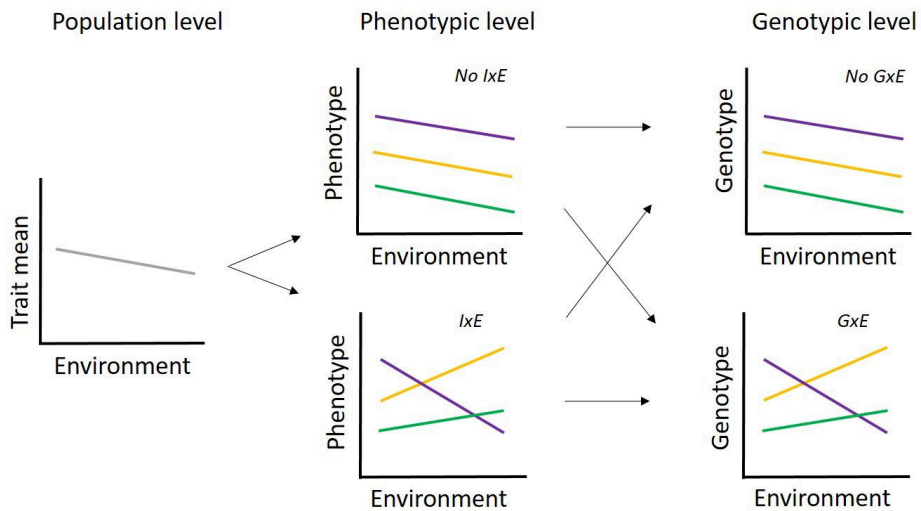 Population level
Phenotypic level
Genotypic level
Trait mean
Environment
No IxE
Phenotype
Environment
No GxE
Genotype
Environment
IxE
Phenotype
Environment
GxE
Genotype
Environment